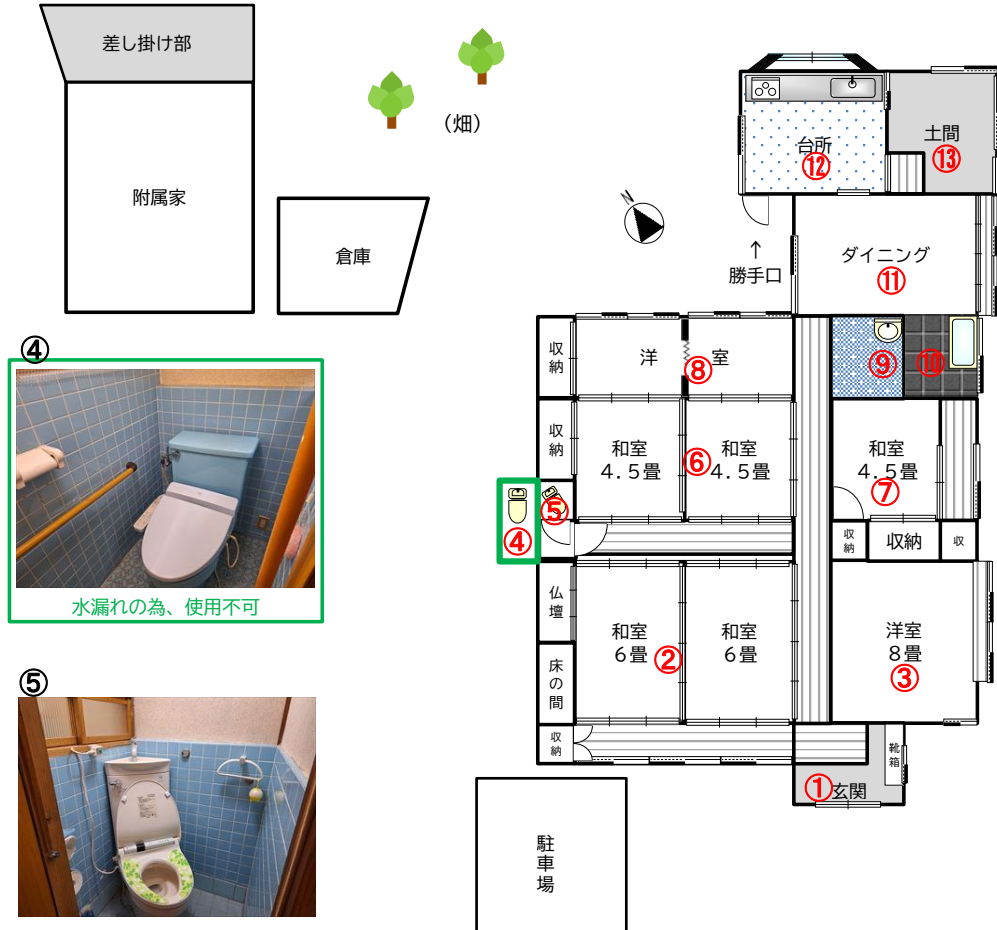 差し掛け部
附属家
(畑)
倉庫
N
台所
⑫
土間
⑬
↑
勝手口
ダイニング
⑪
収納
洋 室
⑧
⑨
⑩
収納
和室
4.5畳
⑥
和室
4.5畳
和室
4.5畳
⑦
④
⑤
収納
収納
収
仏壇
和室
6畳
②
和室
6畳
洋室
8畳
③
床の間
収納
靴箱
①
玄関
駐車場
④
水漏れの為、使用不可
⑤